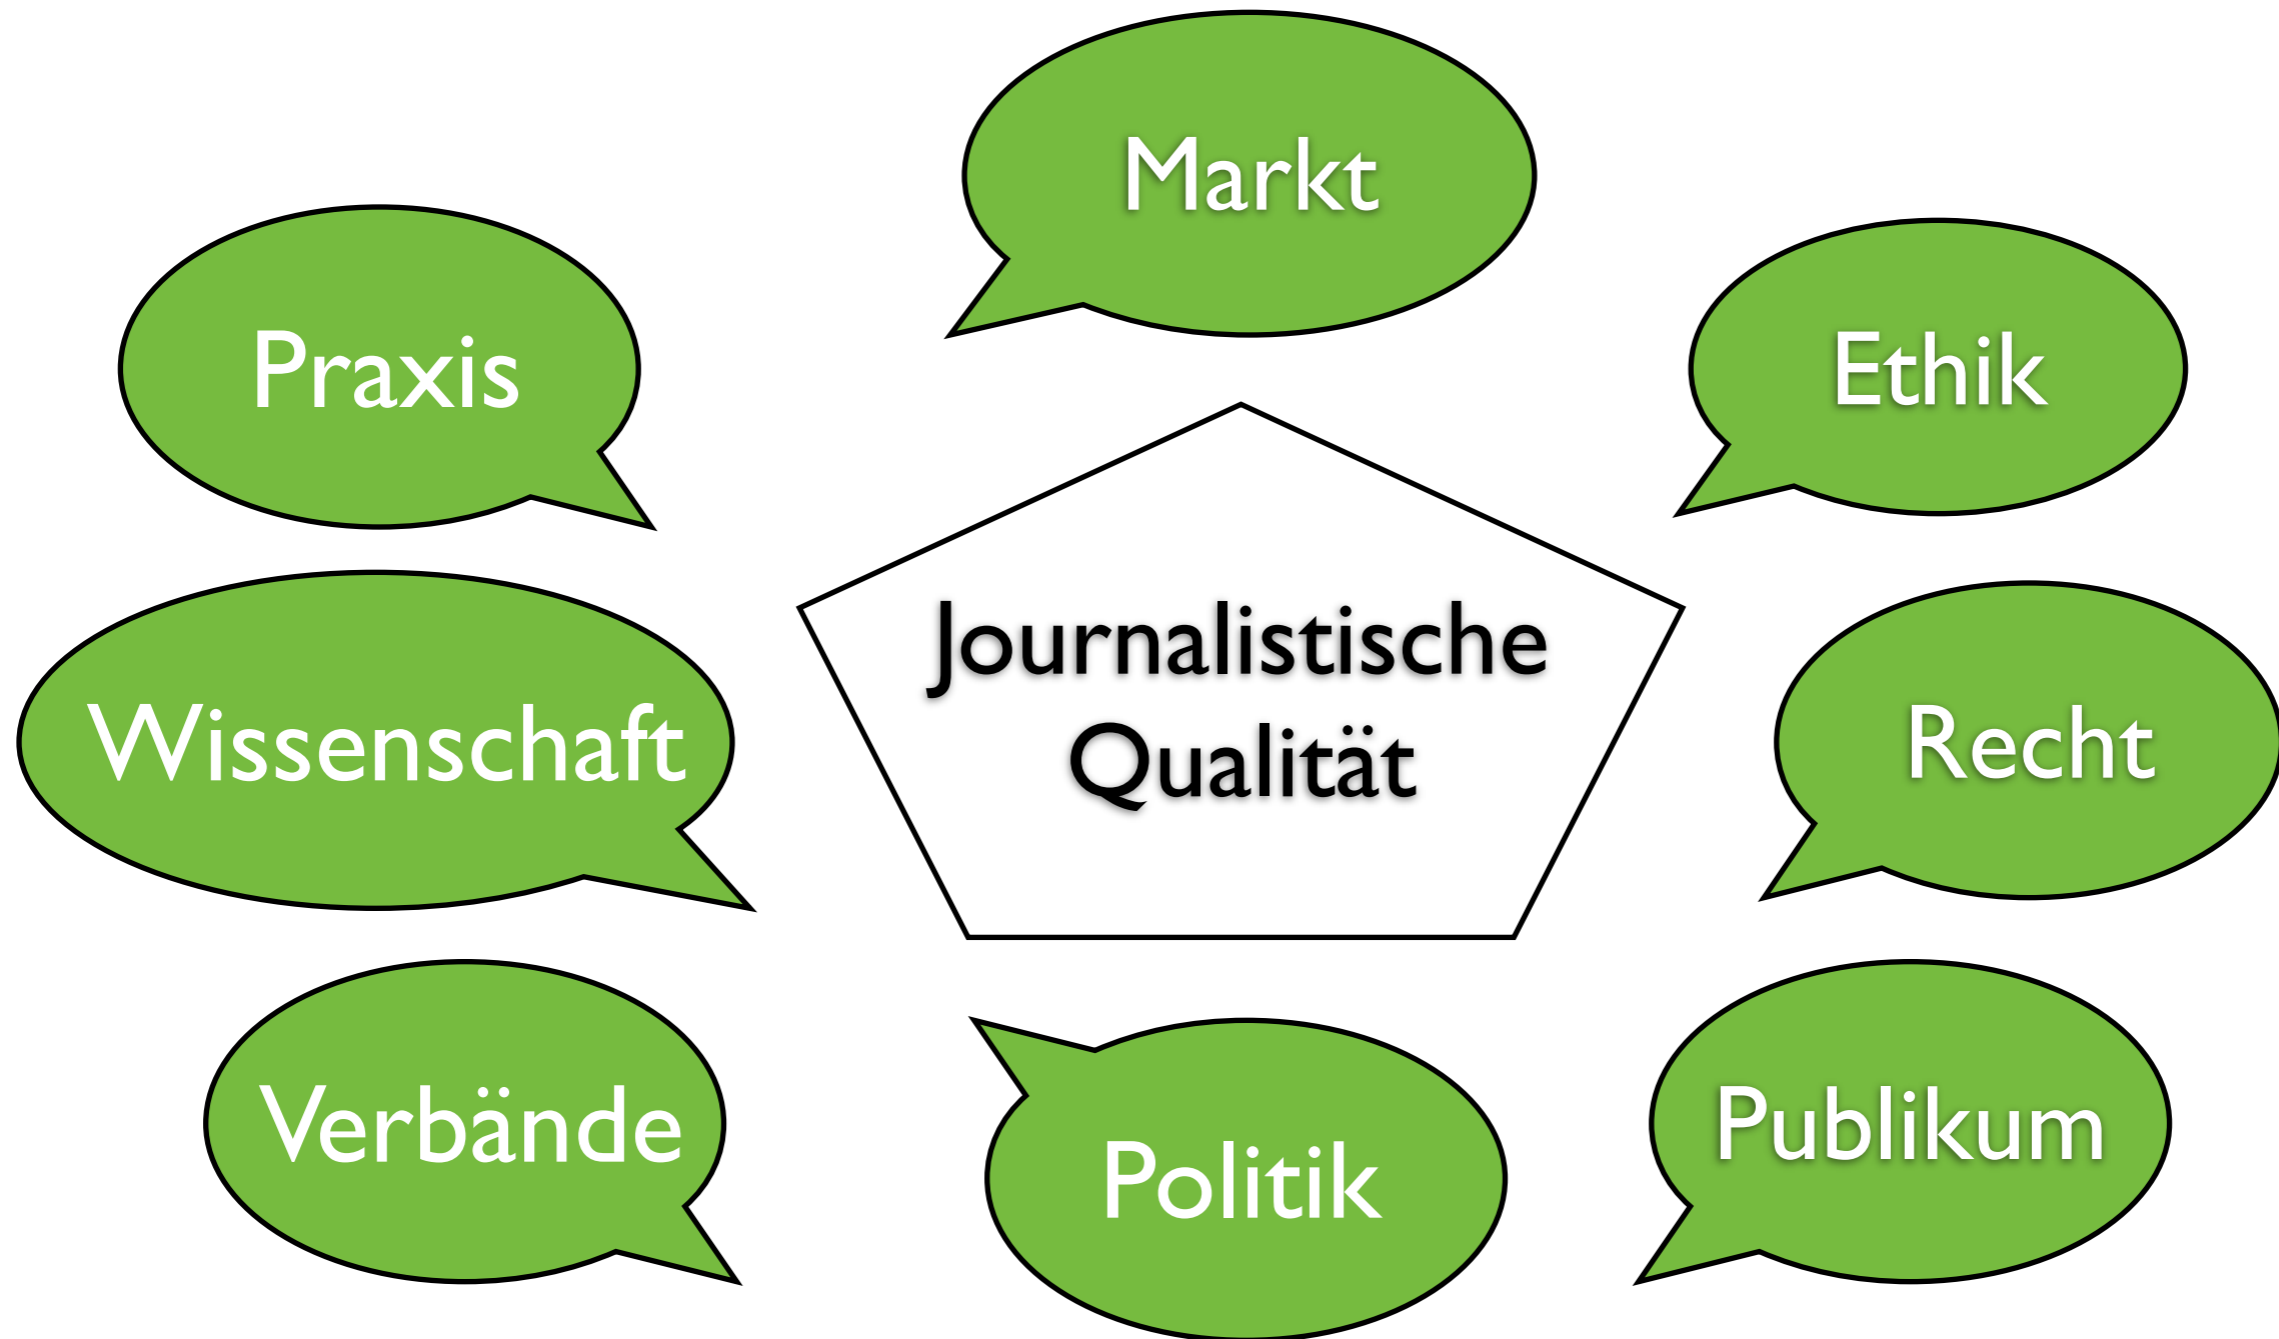 Markt
Praxis
Ethik
Journalistische
Qualität
Wissenschaft
Recht
Verbände
Politik
Publikum